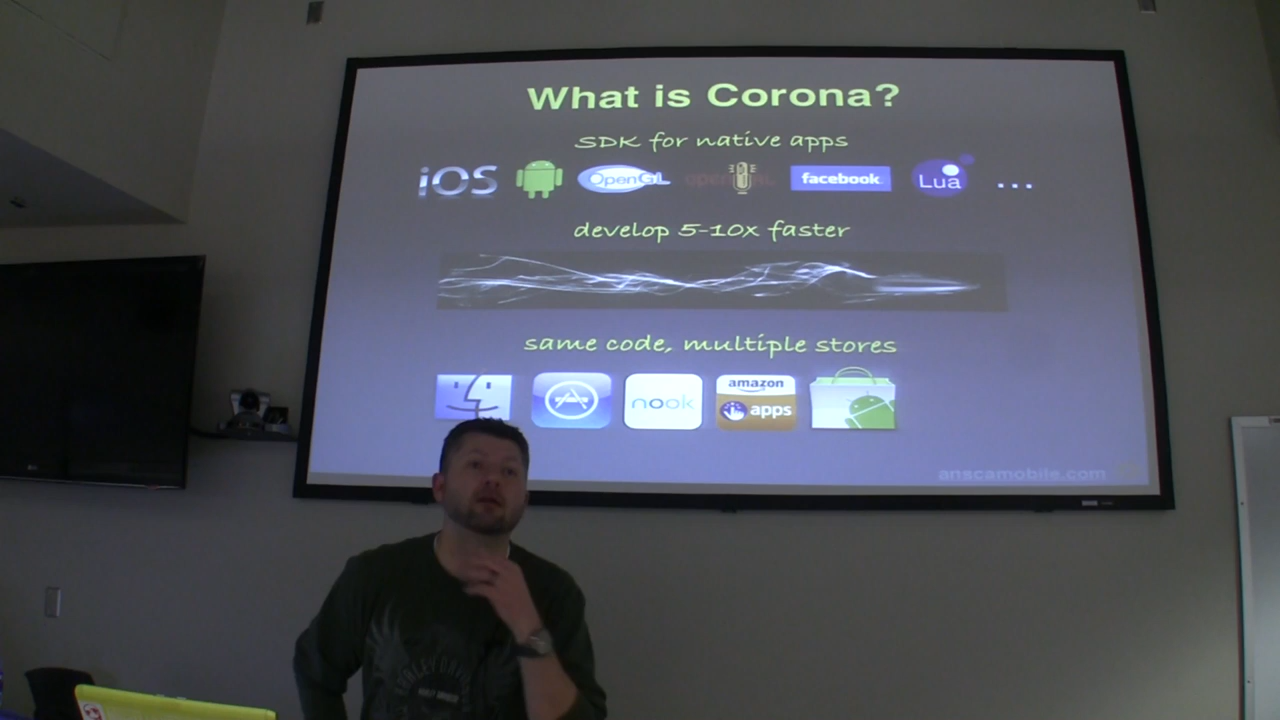 What is Corona?
SDK for native apps
iOS OpenGL openAL facebook. Lua ...
develop 5-10x faster
same code, multiple stores
nook amazon apps
anscamobile.com